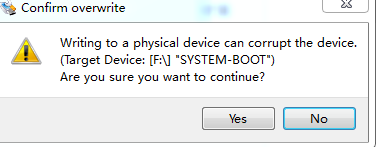 Confirm overwrite
Writing to a physical device can corrupt the device.
(Target Device: [F:\] "SYSTEM-BOOT")
Are you sure you want to continue?
Yes No